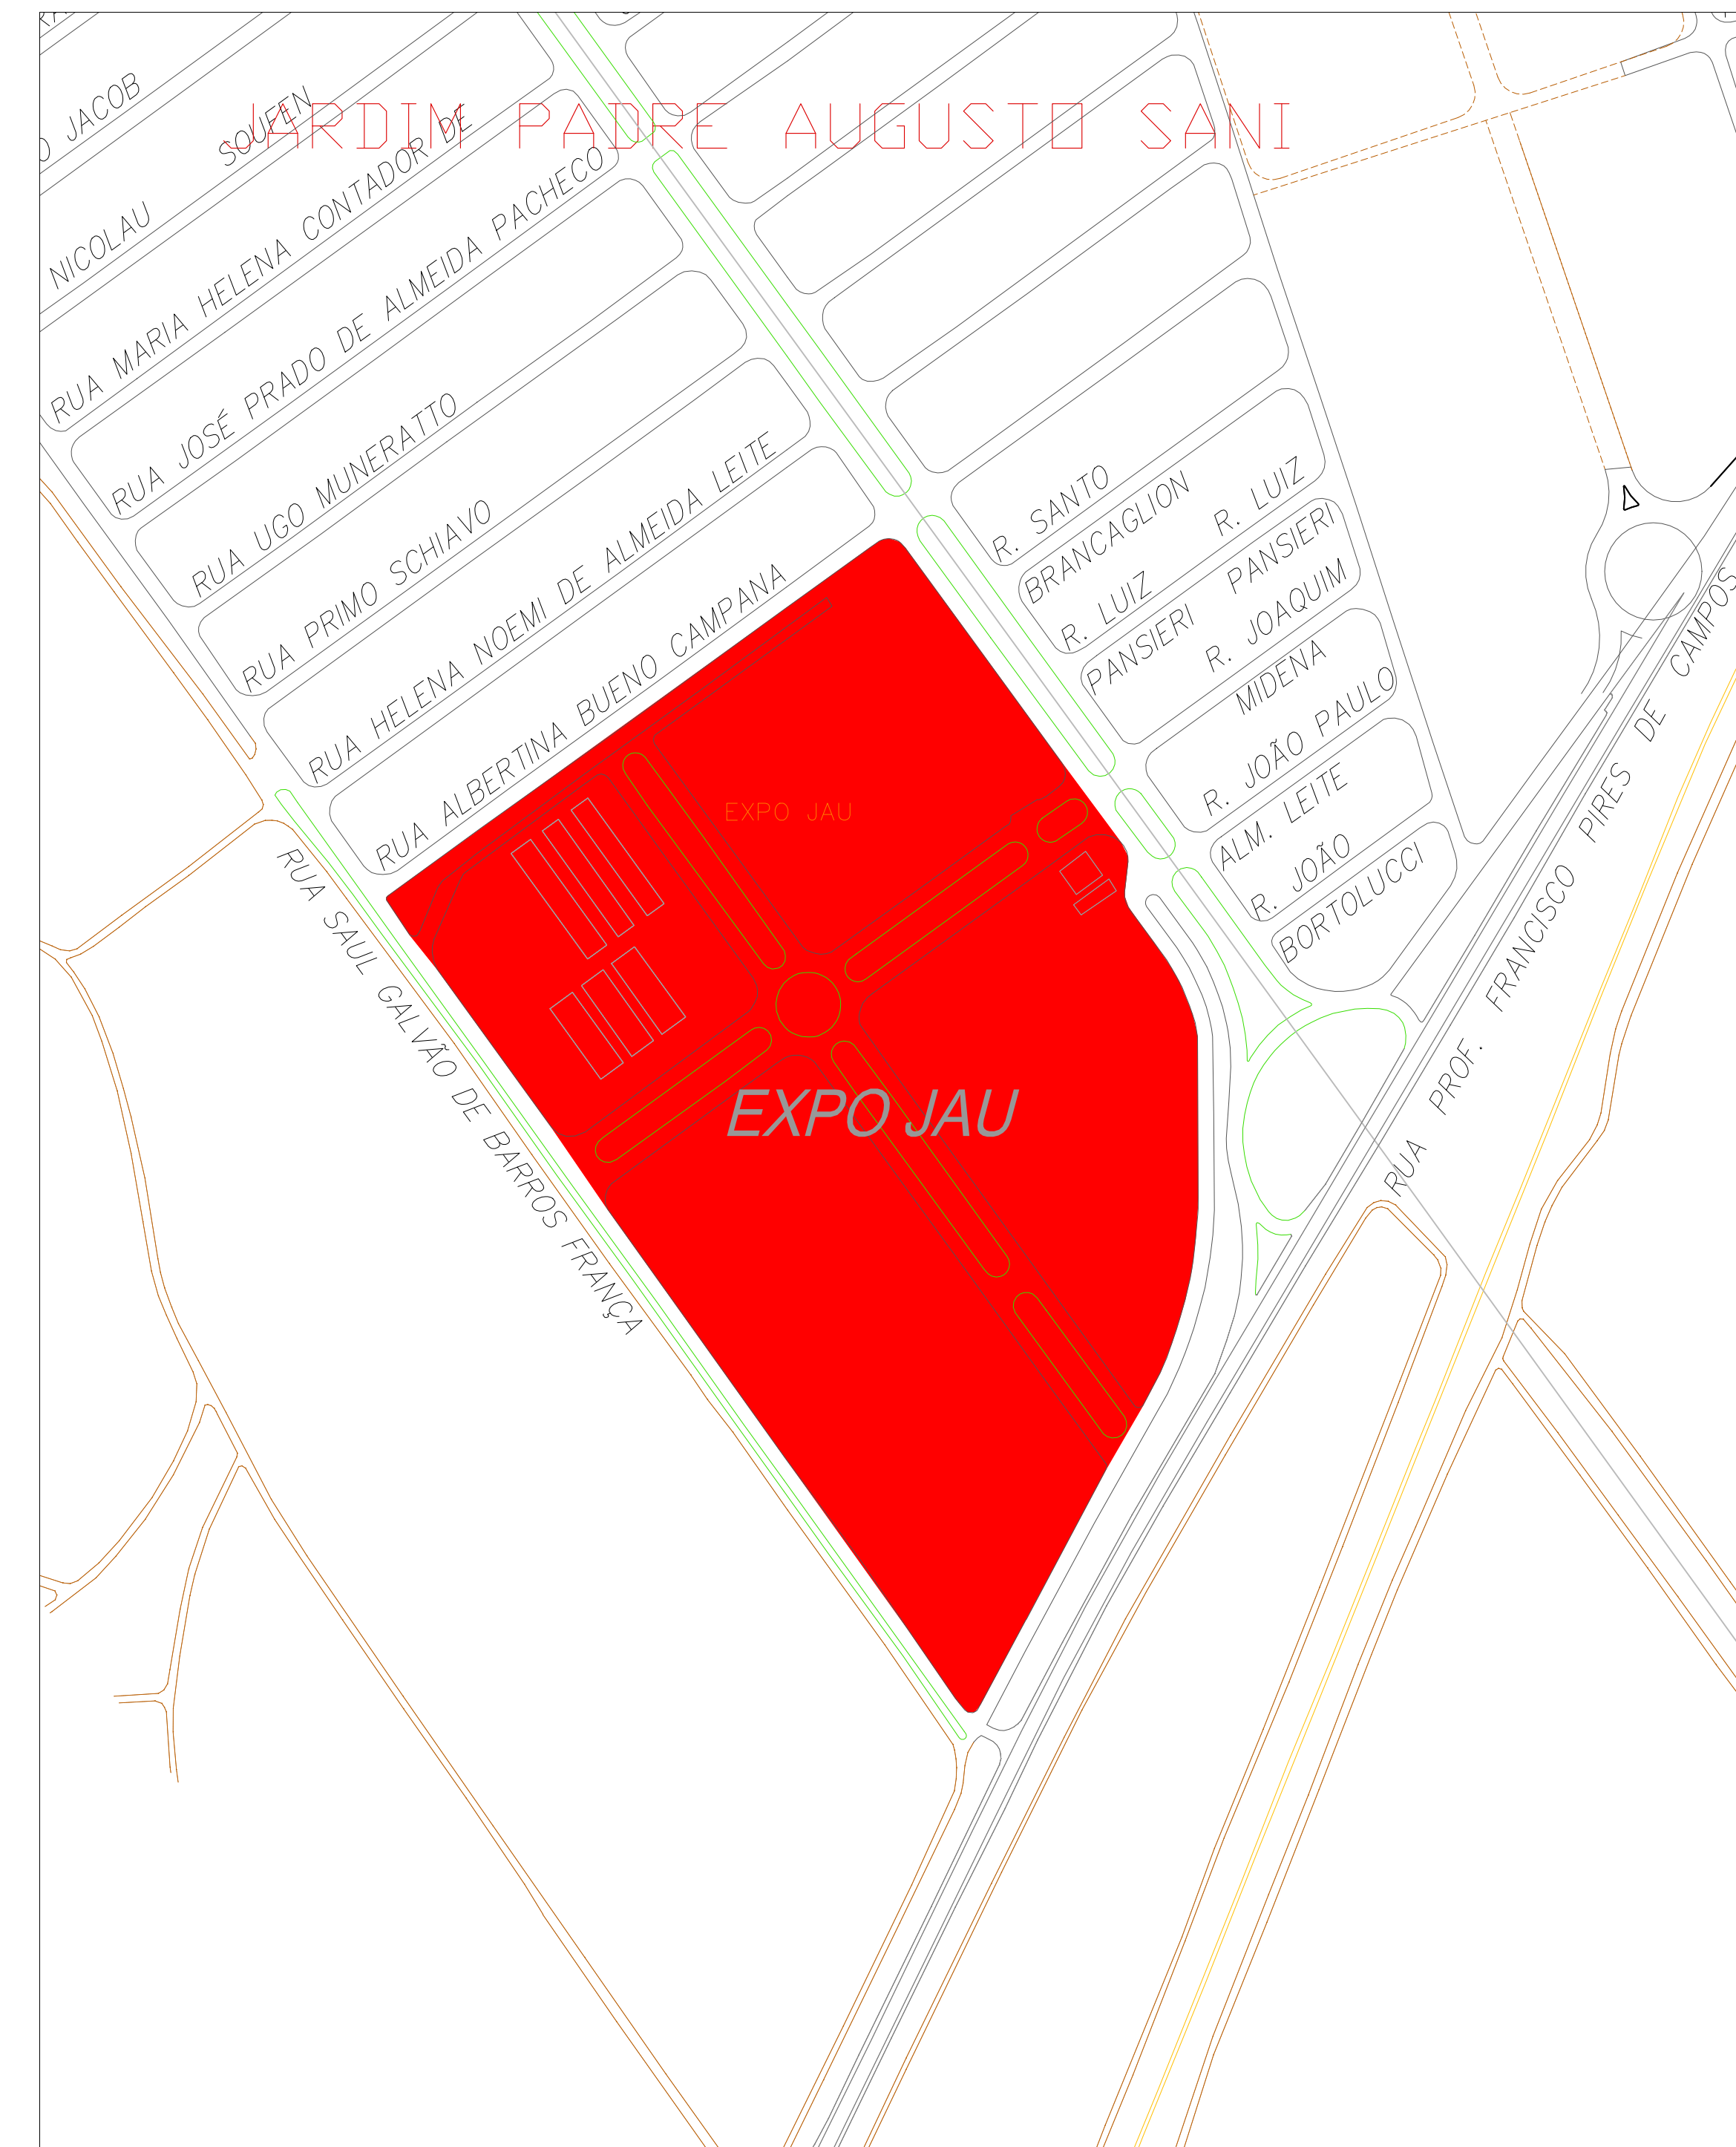 JACOB
SOUFEN
JARDIM PADRE AUGUSTO SANI
NICOLAU
RUA MARIA HELENA CONTADOR DE
RUA JOSÉ PRADO DE ALMEIDA PACHECO
RUA UGO MUNERATTO
RUA PRIMO SCHIAVO
RUA HELENA NOEMI DE ALMEIDA LEITE
RUA ALBERTINA BUENO CAMPANA
R. SANTO
BRANCAGLION
R. LUIZ
R. LUIZ
PANSIERI
PANSIERI
R. JOAQUIM
MIDENA
R. JOÃO PAULO
ALM. LEITE
R. JOÃO
BORTOLUCCI
RUA PROF. FRANCISCO PIRES DE CAMPOS
EXPO JAU
RUA SAUL GALVÃO DE BARROS FRANÇA
EXPO JAU